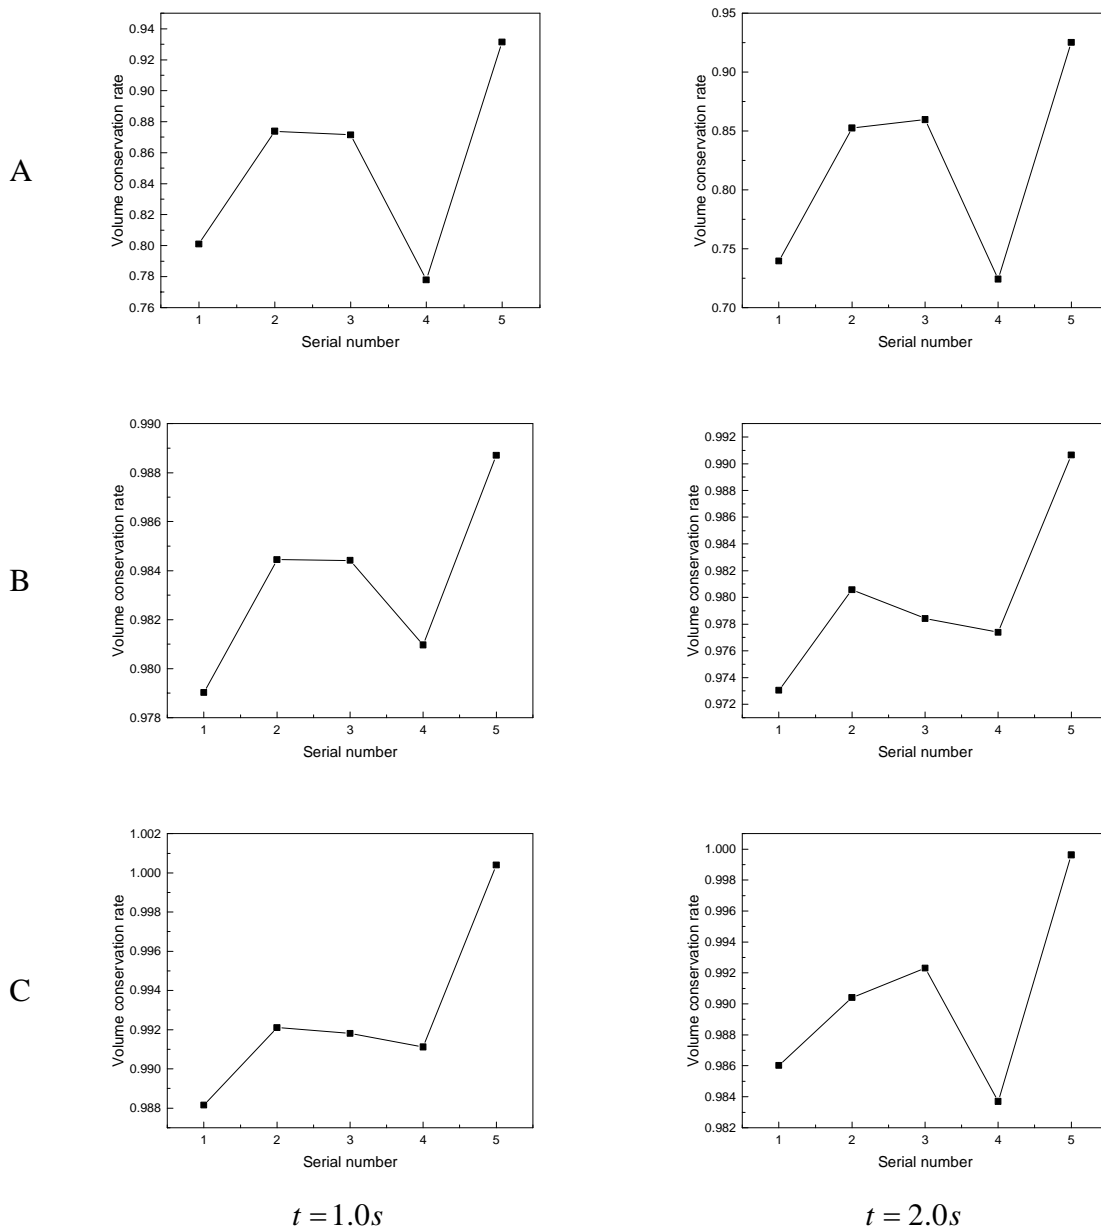 A
Volume conservation rate
0.94
0.92
0.90
0.88
0.86
0.84
0.82
0.80
0.78
0.76
1 2 3 4 5
Serial number
Volume conservation rate
0.95
0.90
0.85
0.80
0.75
0.70
1 2 3 4 5
Serial number
B
Volume conservation rate
0.990
0.988
0.986
0.984
0.982
0.980
0.978
1 2 3 4 5
Serial number
Volume conservation rate
0.992
0.990
0.988
0.986
0.984
0.982
0.980
0.978
0.976
0.974
0.972
1 2 3 4 5
Serial number
C
Volume conservation rate
1.002
1.000
0.998
0.996
0.994
0.992
0.990
0.988
1 2 3 4 5
Serial number
Volume conservation rate
1.000
0.998
0.996
0.994
0.992
0.990
0.988
0.986
0.984
0.982
1 2 3 4 5
Serial number
t = 1.0s
t = 2.0s